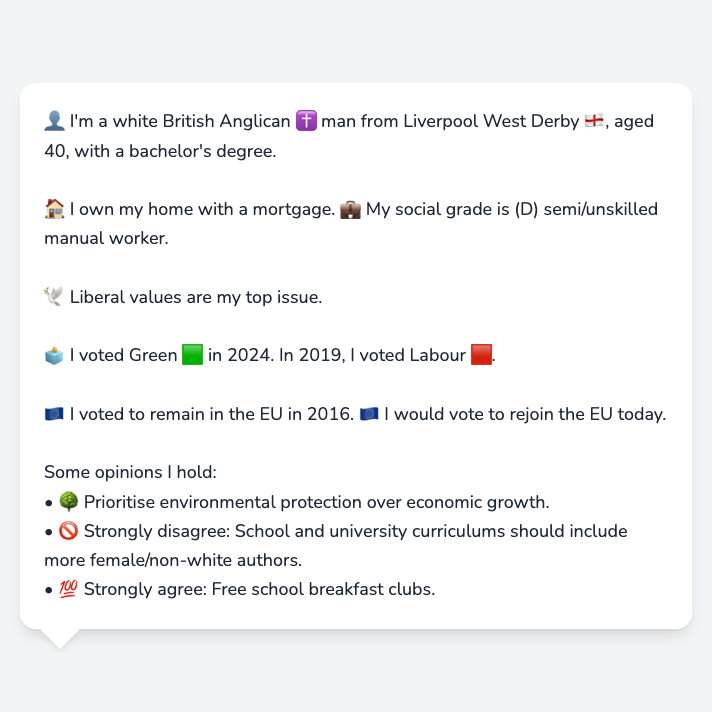 👤 I'm a white British Anglican ✝️ man from Liverpool West Derby 🏴󠁧󠁢󠁥󠁮󠁧󠁿, aged
40, with a bachelor's degree.
🏠 I own my home with a mortgage. 💼 My social grade is (D) semi/unskilled
manual worker.
🕊️ Liberal values are my top issue.
🗳️ I voted Green 🟩 in 2024. In 2019, I voted Labour 🟥.
🇪🇺 I voted to remain in the EU in 2016. 🇪🇺 I would vote to rejoin the EU today.
Some opinions I hold:
• 🌳 Prioritise environmental protection over economic growth.
• 🚫 Strongly disagree: School and university curriculums should include
more female/non-white authors.
• 💯 Strongly agree: Free school breakfast clubs.